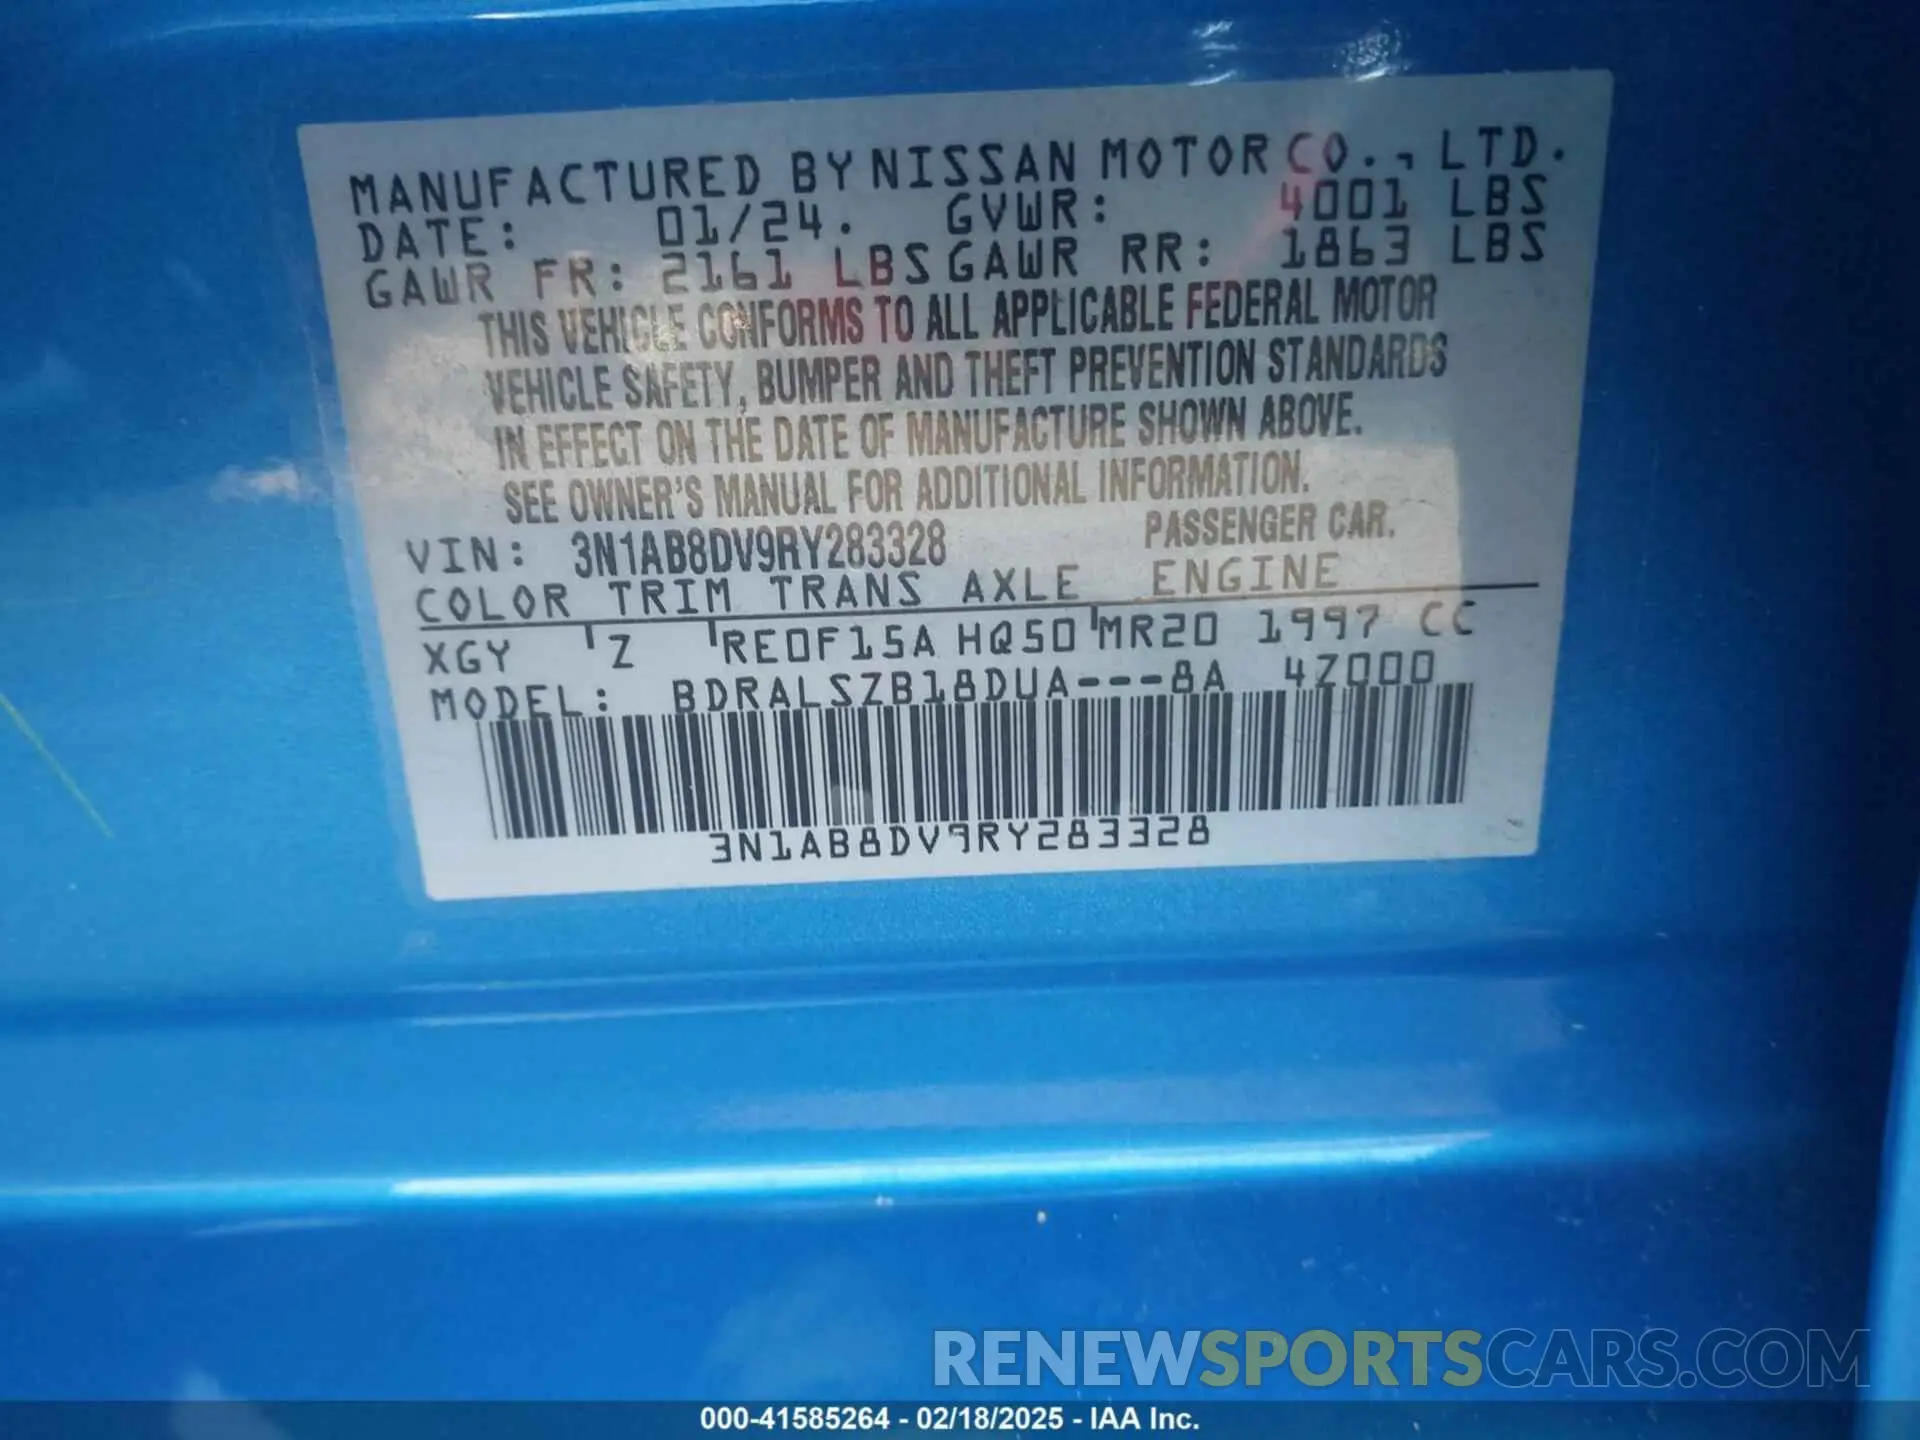 MANUFACTURED BY NISSAN MOTOR CO., LTD.
DATE: 01/24. GVWR: 4001 LBS
GAWR FR: 2161 LBS GAWR RR: 1863 LBS
THIS VEHICLE CONFORMS TO ALL APPLICABLE FEDERAL MOTOR
VEHICLE SAFETY, BUMPER AND THEFT PREVENTION STANDARDS
IN EFFECT ON THE DATE OF MANUFACTURE SHOWN ABOVE.
SEE OWNER'S MANUAL FOR ADDITIONAL INFORMATION.
VIN: 3N1AB8DV9RY283328 PASSENGER CAR.
COLOR TRIM TRANS AXLE ENGINE
XGY Z RE0F15A HQ50 MR20 1997 CC
MODEL: BDRALSZB18DUA---8A 4Z000
3N1AB8DV9RY283328
RENEWSPORTSCARS.COM
000-41585264 - 02/18/2025 - IAA Inc.